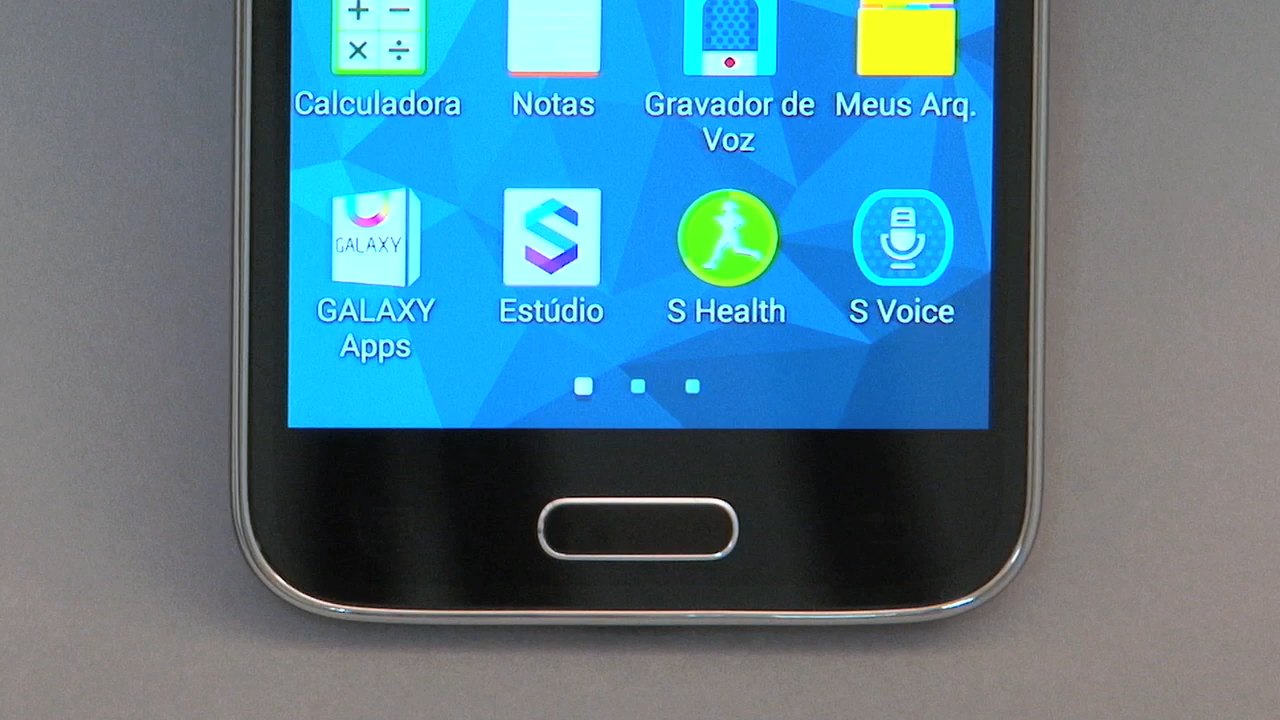 Calculadora Notas Gravador de Voz Meus Arq.
GALAXY
GALAXY Apps Estúdio S Health S Voice